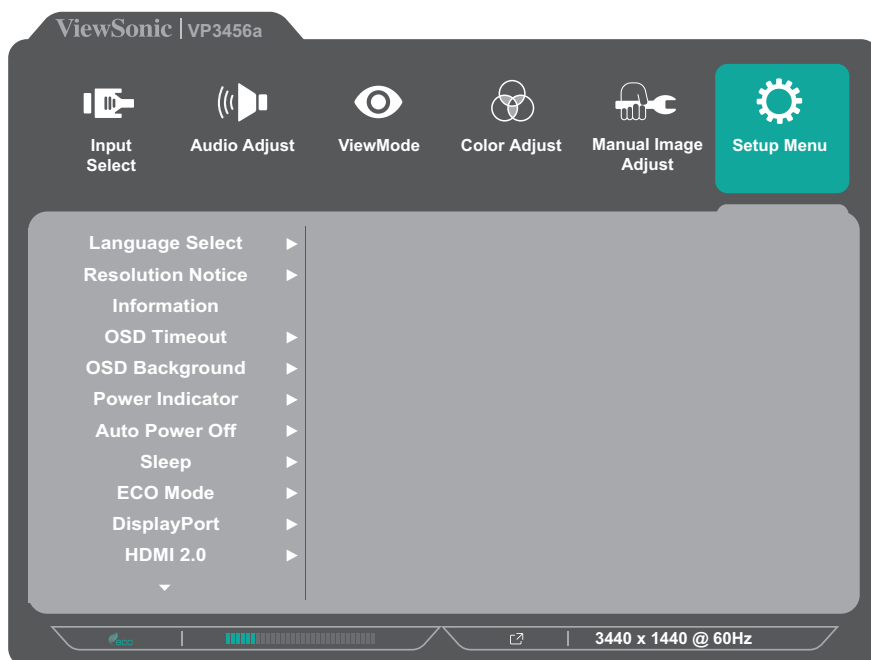 ViewSonic | VP3456a
Input Select
Audio Adjust
ViewMode
Color Adjust
Manual Image Adjust
Setup Menu
Language Select
Resolution Notice
Information
OSD Timeout
OSD Background
Power Indicator
Auto Power Off
Sleep
ECO Mode
DisplayPort
HDMI 2.0
eco
3440 x 1440 @ 60Hz